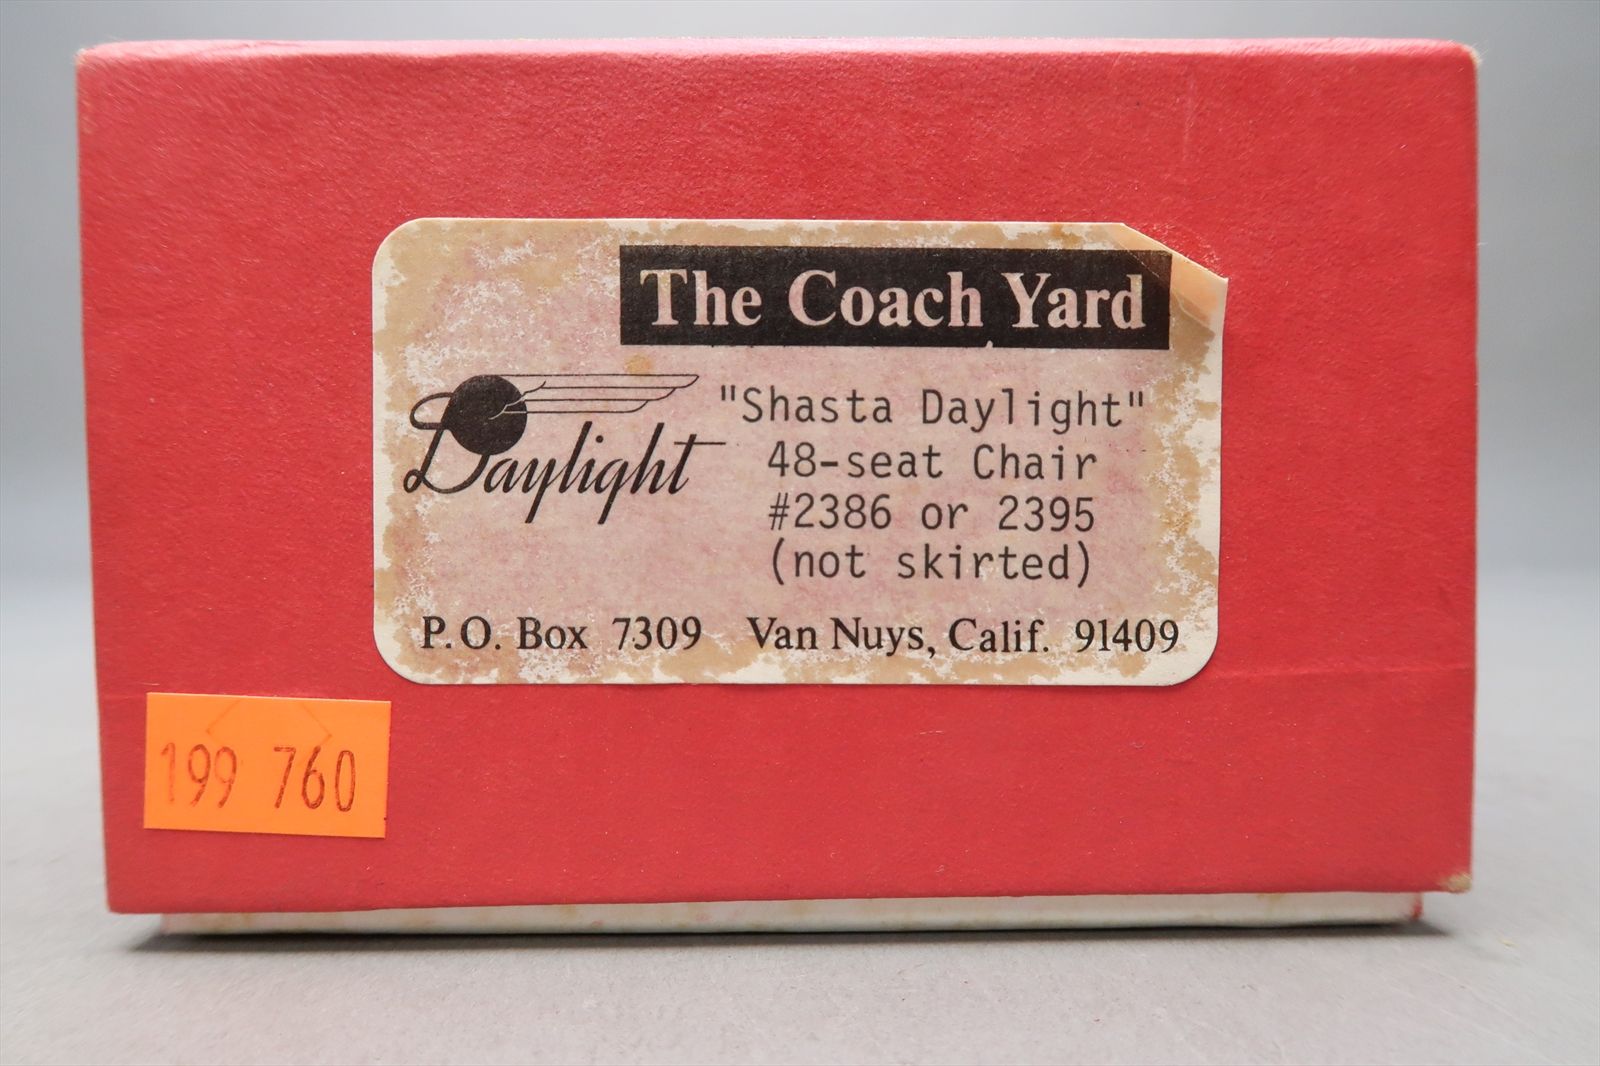 The Coach Yard
Daylight
"Shasta Daylight"
48-seat Chair
#2386 or 2395
(not skirted)
P.O. Box 7309 Van Nuys, Calif. 91409
199 760